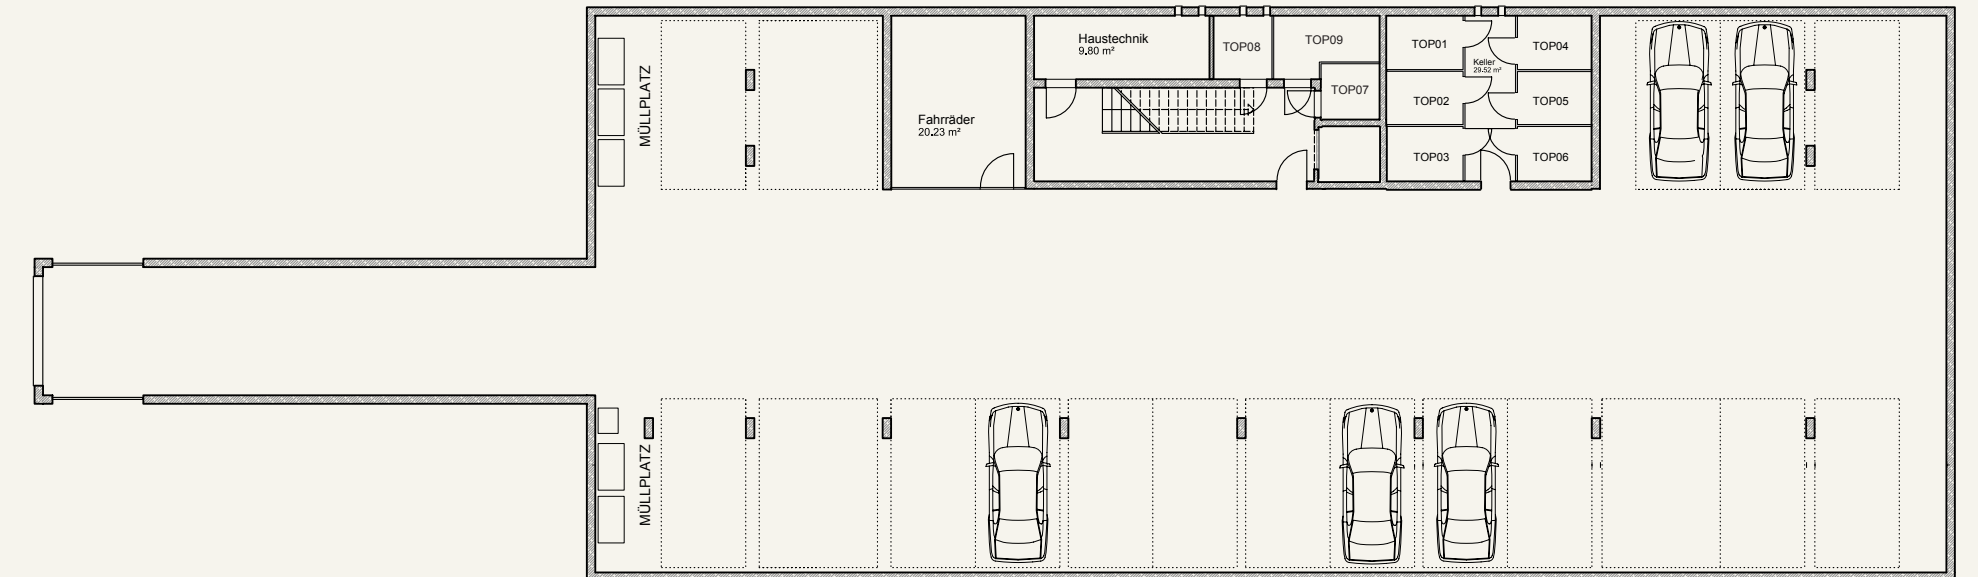 MÜLLPLATZ
Fahrräder
20.23 m²
Haustechnik
9.80 m²
TOP08
TOP09
TOP07
TOP01
TOP02
TOP03
Keller
29.52 m²
TOP04
TOP05
TOP06
MÜLLPLATZ